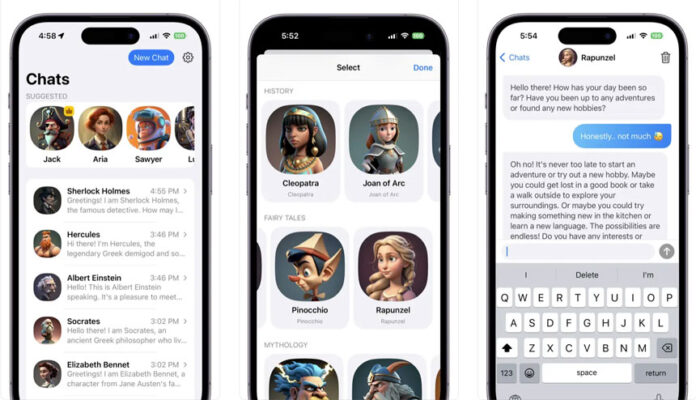 4:58
New Chat
Chats
SUGGESTED
Jack
Aria
Sawyer
Sherlock Holmes
4:55 PM
Greetings! I am Sherlock Holmes,
the famous detective. How may I...
Hercules
3:46 PM
Hi there! I'm Hercules, the
legendary Greek demigod and so...
Albert Einstein
3:46 PM
Hello! This is Albert Einstein
speaking. It's a pleasure to meet...
Socrates
3:02 PM
Greetings! I am Socrates, an
ancient Greek philosopher who liv...
Elizabeth Bennet
3:02 PM
Greetings! I am Elizabeth Bennet, a
character from Jane Austen's fa...
5:52
Select
Done
HISTORY
Cleopatra
Cleopatra
Joan of Arc
Joan of Arc
FAIRY TALES
Pinocchio
Pinocchio
Rapunzel
Rapunzel
MYTHOLOGY
5:54
Chats
Rapunzel
Hello there! How has your day been so
far? Have you been up to any adventures
or found any new hobbies?
Honestly.. not much
Oh no! It's never too late to start an
adventure or try out a new hobby. Maybe
you could get lost in a good book or take
a walk outside to explore your
surroundings. Or maybe you could try
making something new in the kitchen or
learn a new language. The possibilities are
endless! Do you have any interests or
I
Delete
I'm
Q W E R T Y U I O P
A S D F G H J K L
Z X C V B N M
123
space
return